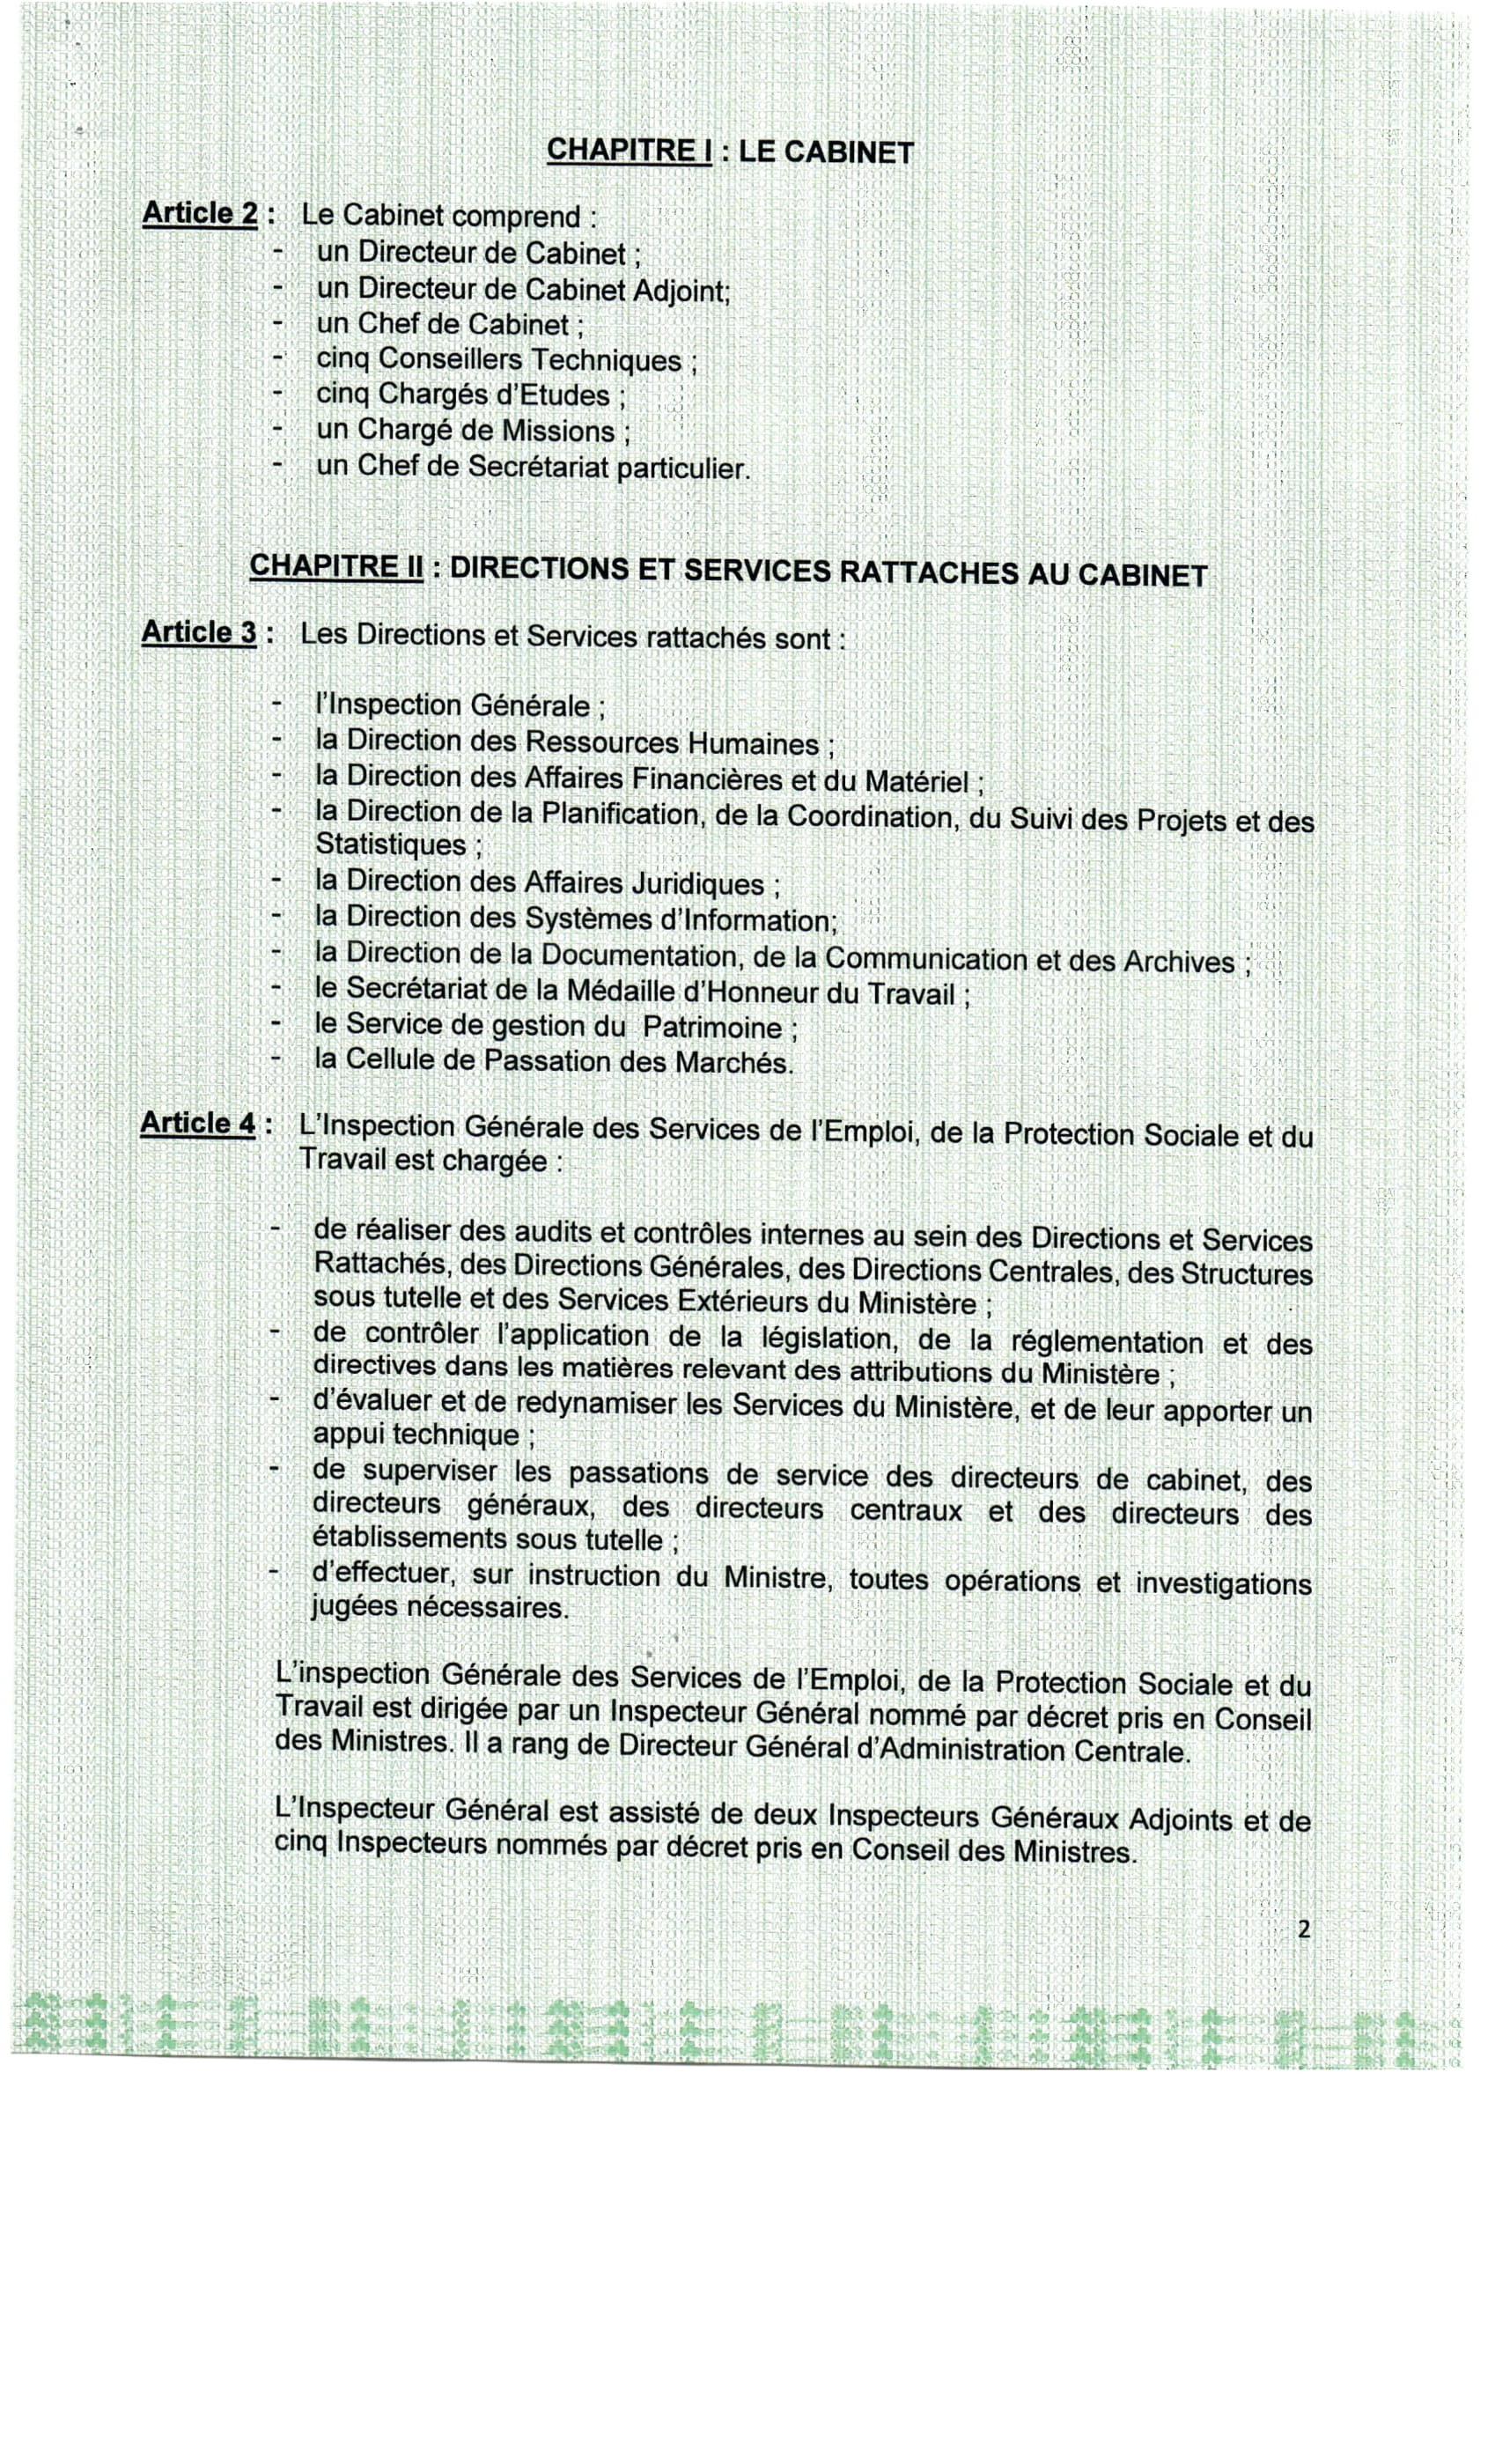 CHAPITRE I : LE CABINET
Article 2 : Le Cabinet comprend :
- un Directeur de Cabinet ;
- un Directeur de Cabinet Adjoint;
- un Chef de Cabinet ;
- cinq Conseillers Techniques ;
- cinq Chargés d'Etudes ;
- un Chargé de Missions ;
- un Chef de Secrétariat particulier.
CHAPITRE II : DIRECTIONS ET SERVICES RATTACHES AU CABINET
Article 3 : Les Directions et Services rattachés sont :
- l'Inspection Générale ;
- la Direction des Ressources Humaines ;
- la Direction des Affaires Financières et du Matériel ;
- la Direction de la Planification, de la Coordination, du Suivi des Projets et des
Statistiques ;
- la Direction des Affaires Juridiques ;
- la Direction des Systèmes d'Information;
- la Direction de la Documentation, de la Communication et des Archives ;
- le Secrétariat de la Médaille d'Honneur du Travail ;
- le Service de gestion du Patrimoine ;
- la Cellule de Passation des Marchés.
Article 4 : L'Inspection Générale des Services de l'Emploi, de la Protection Sociale et du
Travail est chargée :
- de réaliser des audits et contrôles internes au sein des Directions et Services
Rattachés, des Directions Générales, des Directions Centrales, des Structures
sous tutelle et des Services Extérieurs du Ministère ;
- de contrôler l'application de la législation, de la réglementation et des
directives dans les matières relevant des attributions du Ministère ;
- d'évaluer et de redynamiser les Services du Ministère, et de leur apporter un
appui technique ;
- de superviser les passations de service des directeurs de cabinet, des
directeurs généraux, des directeurs centraux et des directeurs des
établissements sous tutelle ;
- d'effectuer, sur instruction du Ministre, toutes opérations et investigations
jugées nécessaires.
L'inspection Générale des Services de l'Emploi, de la Protection Sociale et du
Travail est dirigée par un Inspecteur Général nommé par décret pris en Conseil
des Ministres. Il a rang de Directeur Général d'Administration Centrale.
L'Inspecteur Général est assisté de deux Inspecteurs Généraux Adjoints et de
cinq Inspecteurs nommés par décret pris en Conseil des Ministres.
2